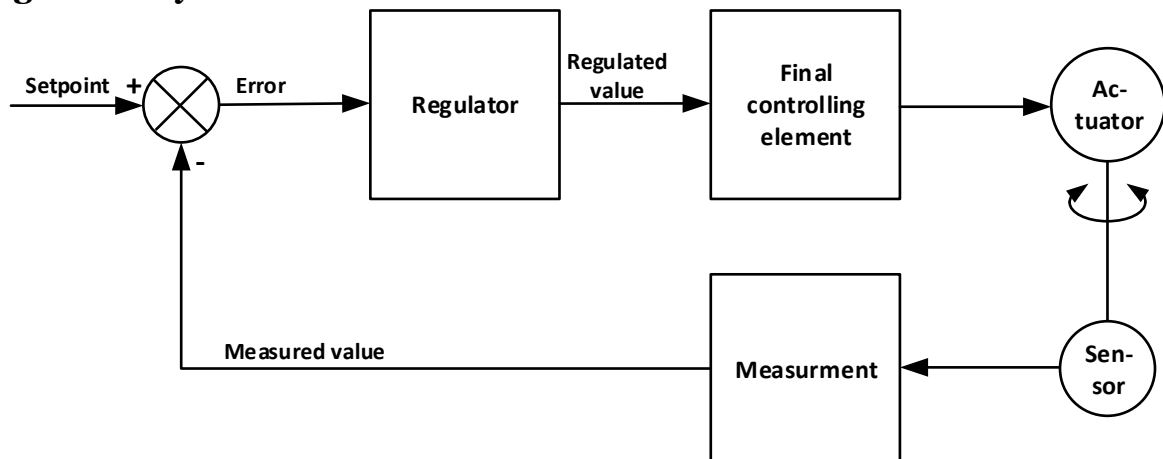 Setpoint
+
Error
Regulator
Regulated
value
Final
controlling
element
Ac-
tuator
-
Measured value
Measurment
Sen-
sor